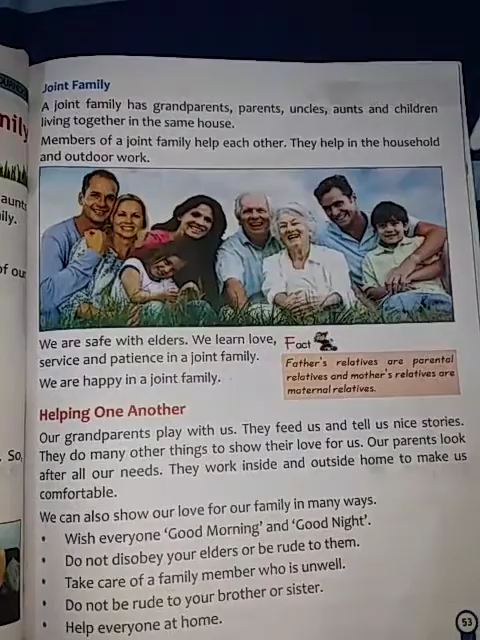 OURNEY
mily
aunts
ily.
of our
So,
Joint Family
A joint family has grandparents, parents, uncles, aunts and children
living together in the same house.
Members of a joint family help each other. They help in the household
and outdoor work.
We are safe with elders. We learn love,
service and patience in a joint family.
We are happy in a joint family.
Fact
Father's relatives are parental
relatives and mother's relatives are
maternal relatives.
Helping One Another
Our grandparents play with us. They feed us and tell us nice stories.
They do many other things to show their love for us. Our parents look
after all our needs. They work inside and outside home to make us
comfortable.
We can also show our love for our family in many ways.
• Wish everyone 'Good Morning' and 'Good Night'.
• Do not disobey your elders or be rude to them.
• Take care of a family member who is unwell.
• Do not be rude to your brother or sister.
• Help everyone at home.
53